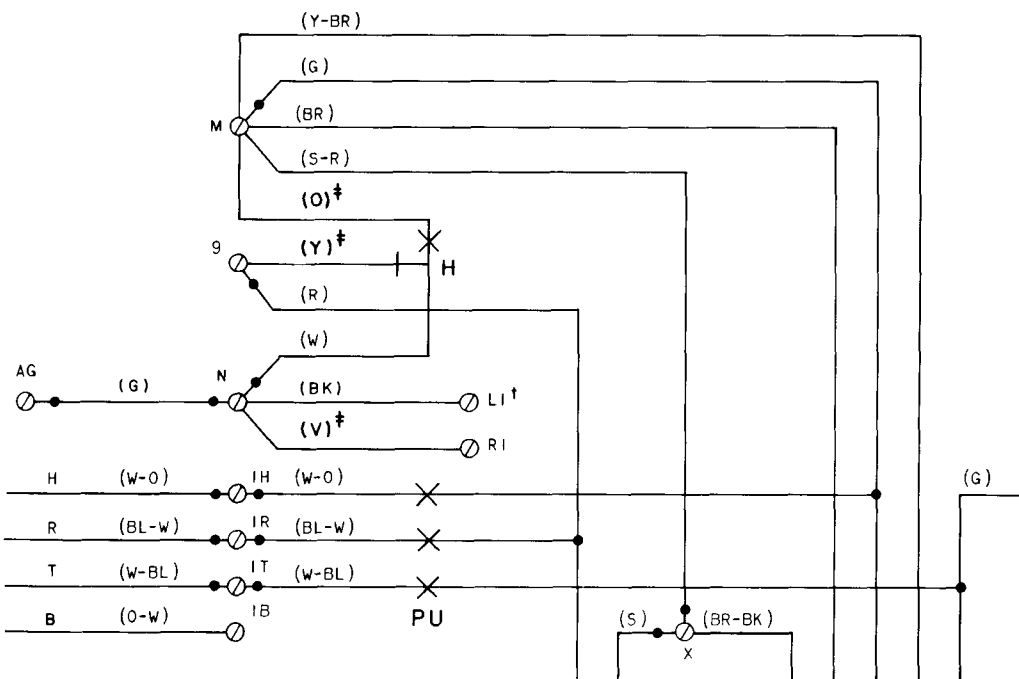 (Y-BR)
(G)
M (BR)
(S-R)
(O)‡
9 (Y)‡ H
(R)
(W)
AG (G) N (BK) L1†
(V)‡ R1
H (W-O) 1H (W-O) (G)
R (BL-W) 1R (BL-W)
T (W-BL) 1T (W-BL)
B (O-W) 1B PU (S) (BR-BK)
X